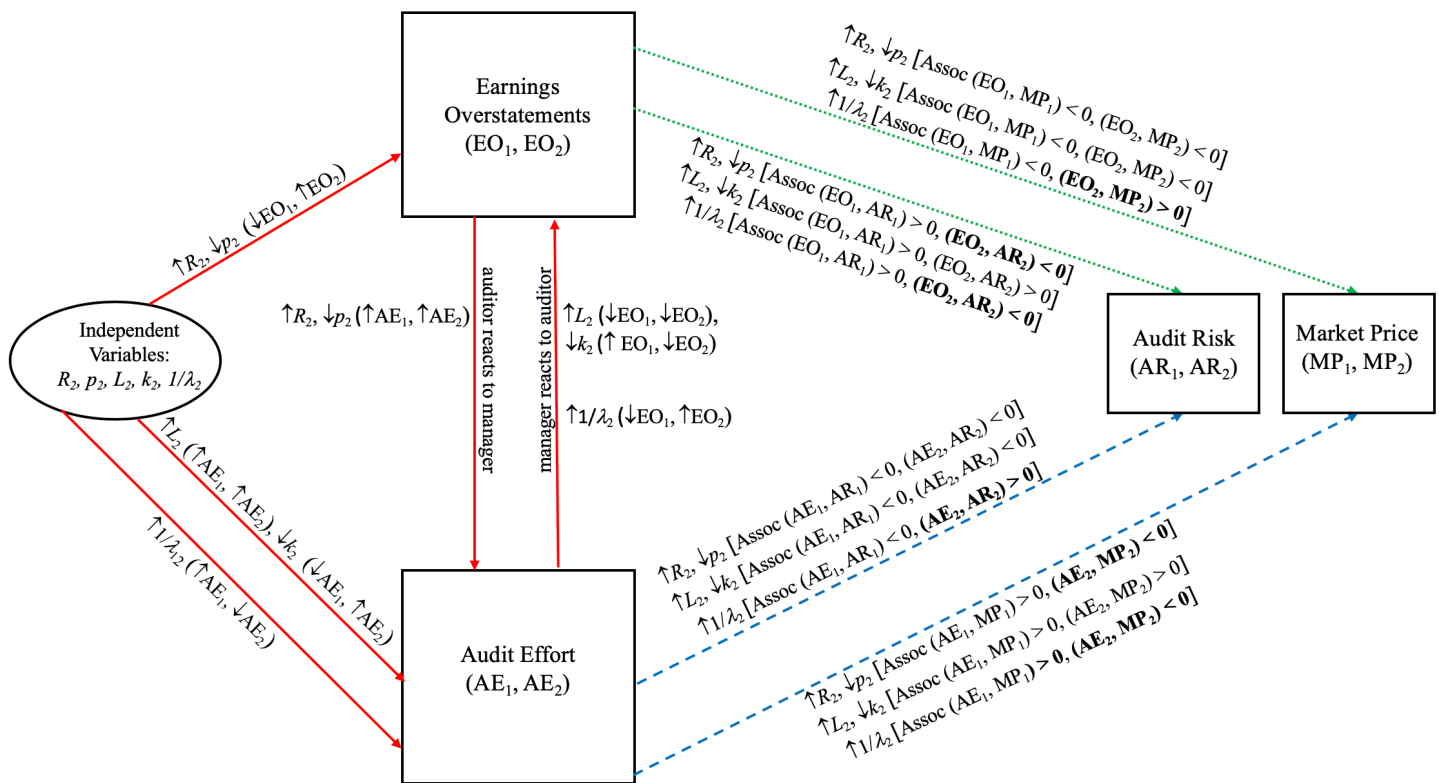 Earnings
Overstatements
(EO₁, EO₂)
↑R₂, ↓p₂ [Assoc (EO₁, MP₁) < 0, (EO₂, MP₂) < 0]
↑L₂, ↓k₂ [Assoc (EO₁, MP₁) < 0, (EO₂, MP₂) < 0]
↑1/λ₂ [Assoc (EO₁, MP₁) < 0, (EO₂, MP₂) > 0]
↑R₂, ↓p₂ [Assoc (EO₁, AR₁) > 0, (EO₂, AR₂) < 0]
↑L₂, ↓k₂ [Assoc (EO₁, AR₁) > 0, (EO₂, AR₂) > 0]
↑1/λ₂ [Assoc (EO₁, AR₁) > 0, (EO₂, AR₂) < 0]
↑R₂, ↓p₂ (↓EO₁, ↑EO₂)
Independent
Variables:
R₂, p₂, L₂, k₂, 1/λ₂
↑R₂, ↓p₂ (↑AE₁, ↑AE₂)
auditor reacts to manager
manager reacts to auditor
↑L₂ (↓EO₁, ↓EO₂),
↓k₂ (↑ EO₁, ↓EO₂)
↑1/λ₂ (↓EO₁, ↑EO₂)
Audit Risk
(AR₁, AR₂)
Market Price
(MP₁, MP₂)
↑L₂ (↑AE₁, ↑AE₂), ↓k₂ (↓AE₁, ↑AE₂)
↑1/λ₁₂ (↑AE₁, ↓AE₂)
Audit Effort
(AE₁, AE₂)
↑R₂, ↓p₂ [Assoc (AE₁, AR₁) < 0, (AE₂, AR₂) < 0]
↑L₂, ↓k₂ [Assoc (AE₁, AR₁) < 0, (AE₂, AR₂) < 0]
↑1/λ₂ [Assoc (AE₁, AR₁) < 0, (AE₂, AR₂) > 0]
↑R₂, ↓p₂ [Assoc (AE₁, MP₁) > 0, (AE₂, MP₂) < 0]
↑L₂, ↓k₂ [Assoc (AE₁, MP₁) > 0, (AE₂, MP₂) > 0]
↑1/λ₂ [Assoc (AE₁, MP₁) > 0, (AE₂, MP₂) < 0]